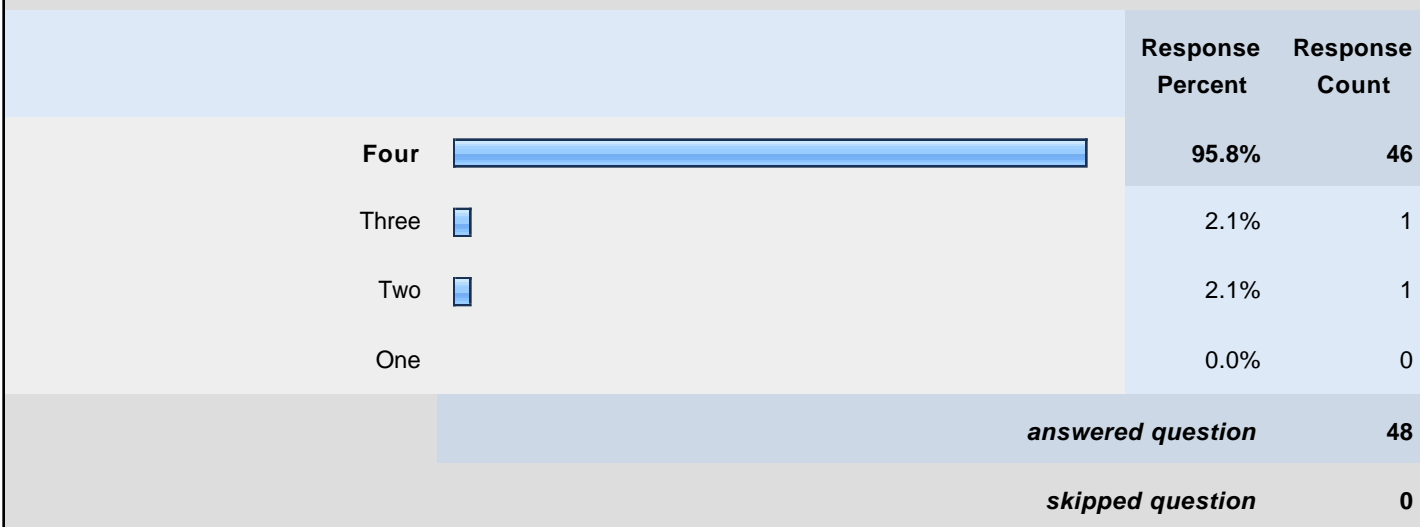 Response Percent Response Count
Four 95.8% 46
Three 2.1% 1
Two 2.1% 1
One 0.0% 0
answered question 48
skipped question 0